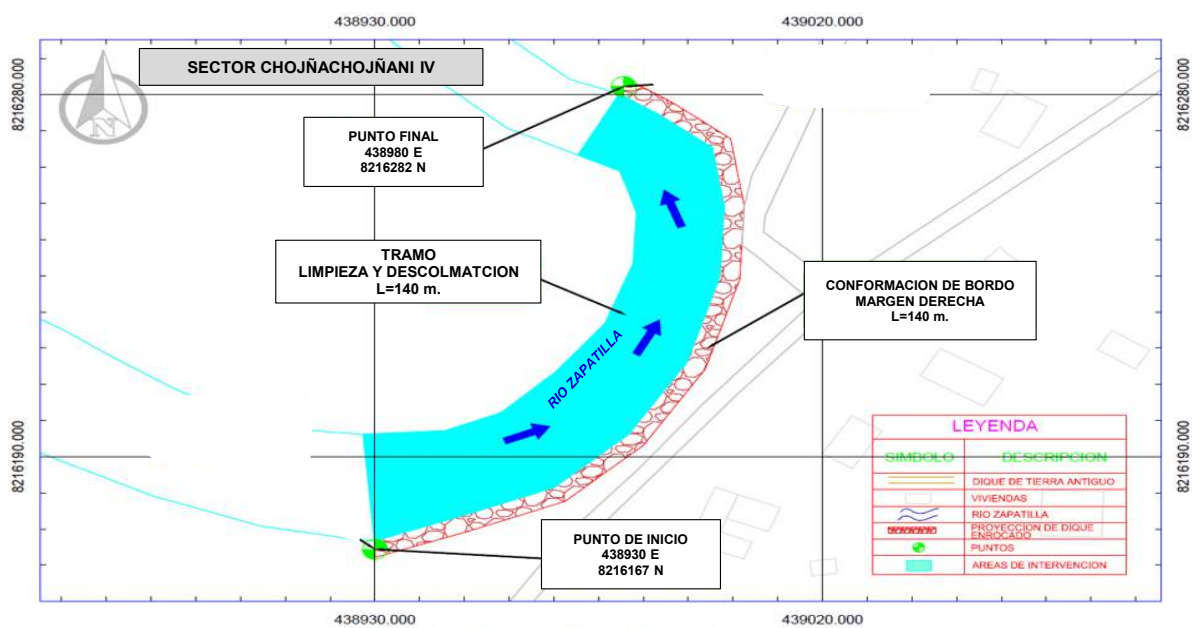 438930.000
439020.000
SECTOR CHOJÑACHOJÑANI IV
8216280.000
8216280.000
N
PUNTO FINAL
438980 E
8216282 N
TRAMO
LIMPIEZA Y DESCOLMATCION
L=140 m.
CONFORMACION DE BORDO
MARGEN DERECHA
L=140 m.
RIO ZAPATILLA
8216190.000
8216190.000
LEYENDA
SIMBOLO
DESCRIPCION
DIQUE DE TIERRA ANTIGUO
VIVIENDAS
RIO ZAPATILLA
PROYECCION DE DIQUE
ENROCADO
PUNTOS
AREAS DE INTERVENCION
PUNTO DE INICIO
438930 E
8216167 N
438930.000
439020.000